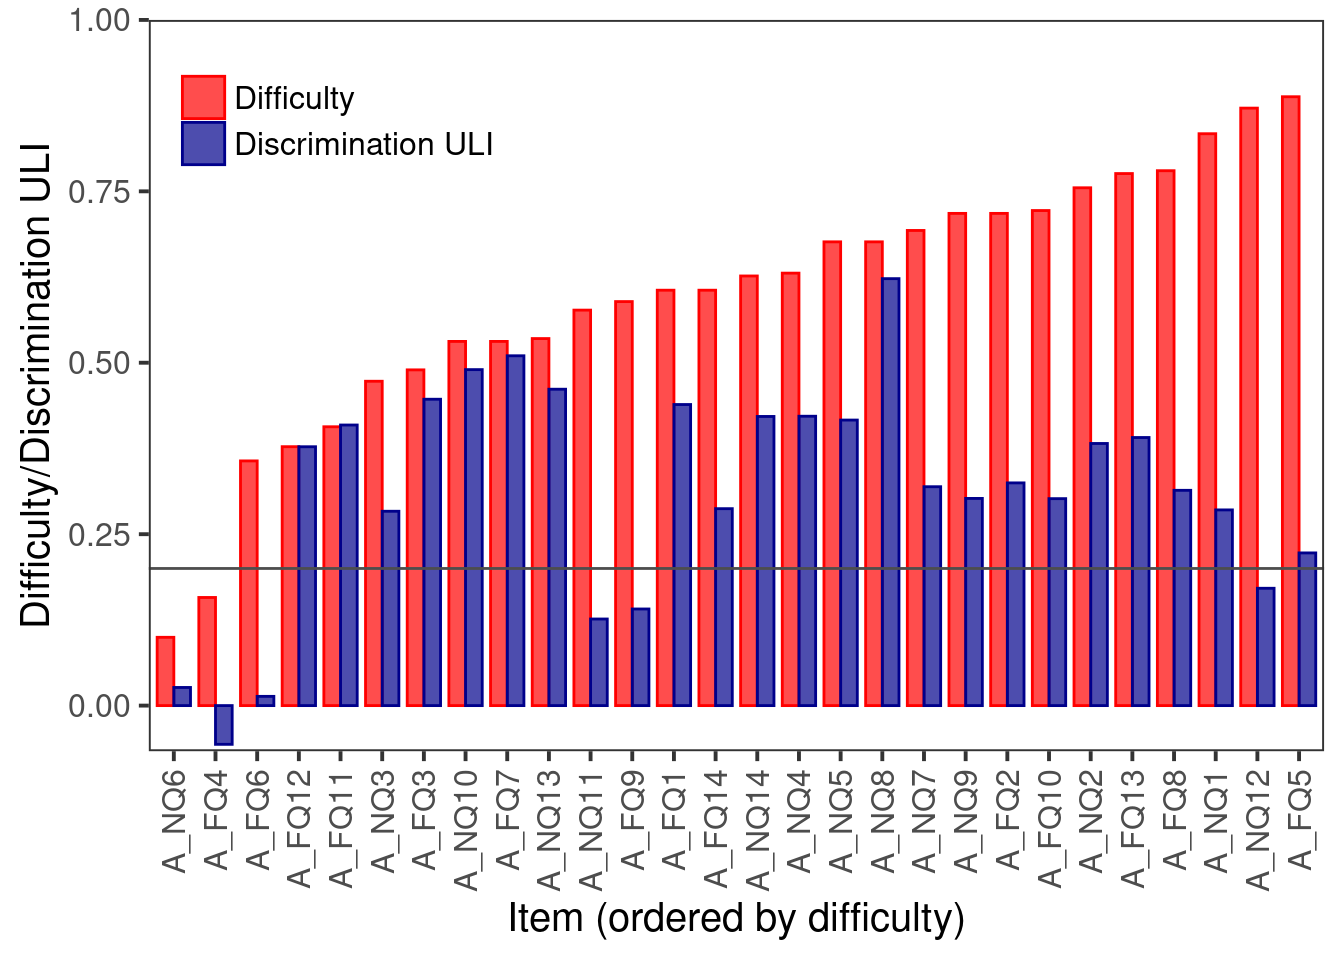 1.00
0.75
0.50
0.25
0.00
Difficulty/Discrimination ULI
Difficulty
Discrimination ULI
A_NQ6
A_FQ4
A_FQ6
A_FQ12
A_FQ11
A_NQ3
A_FQ3
A_NQ10
A_FQ7
A_NQ13
A_NQ11
A_FQ9
A_FQ1
A_FQ14
A_NQ14
A_NQ4
A_NQ5
A_NQ8
A_NQ7
A_NQ9
A_FQ2
A_FQ10
A_NQ2
A_FQ13
A_FQ8
A_NQ1
A_NQ12
A_FQ5
Item (ordered by difficulty)